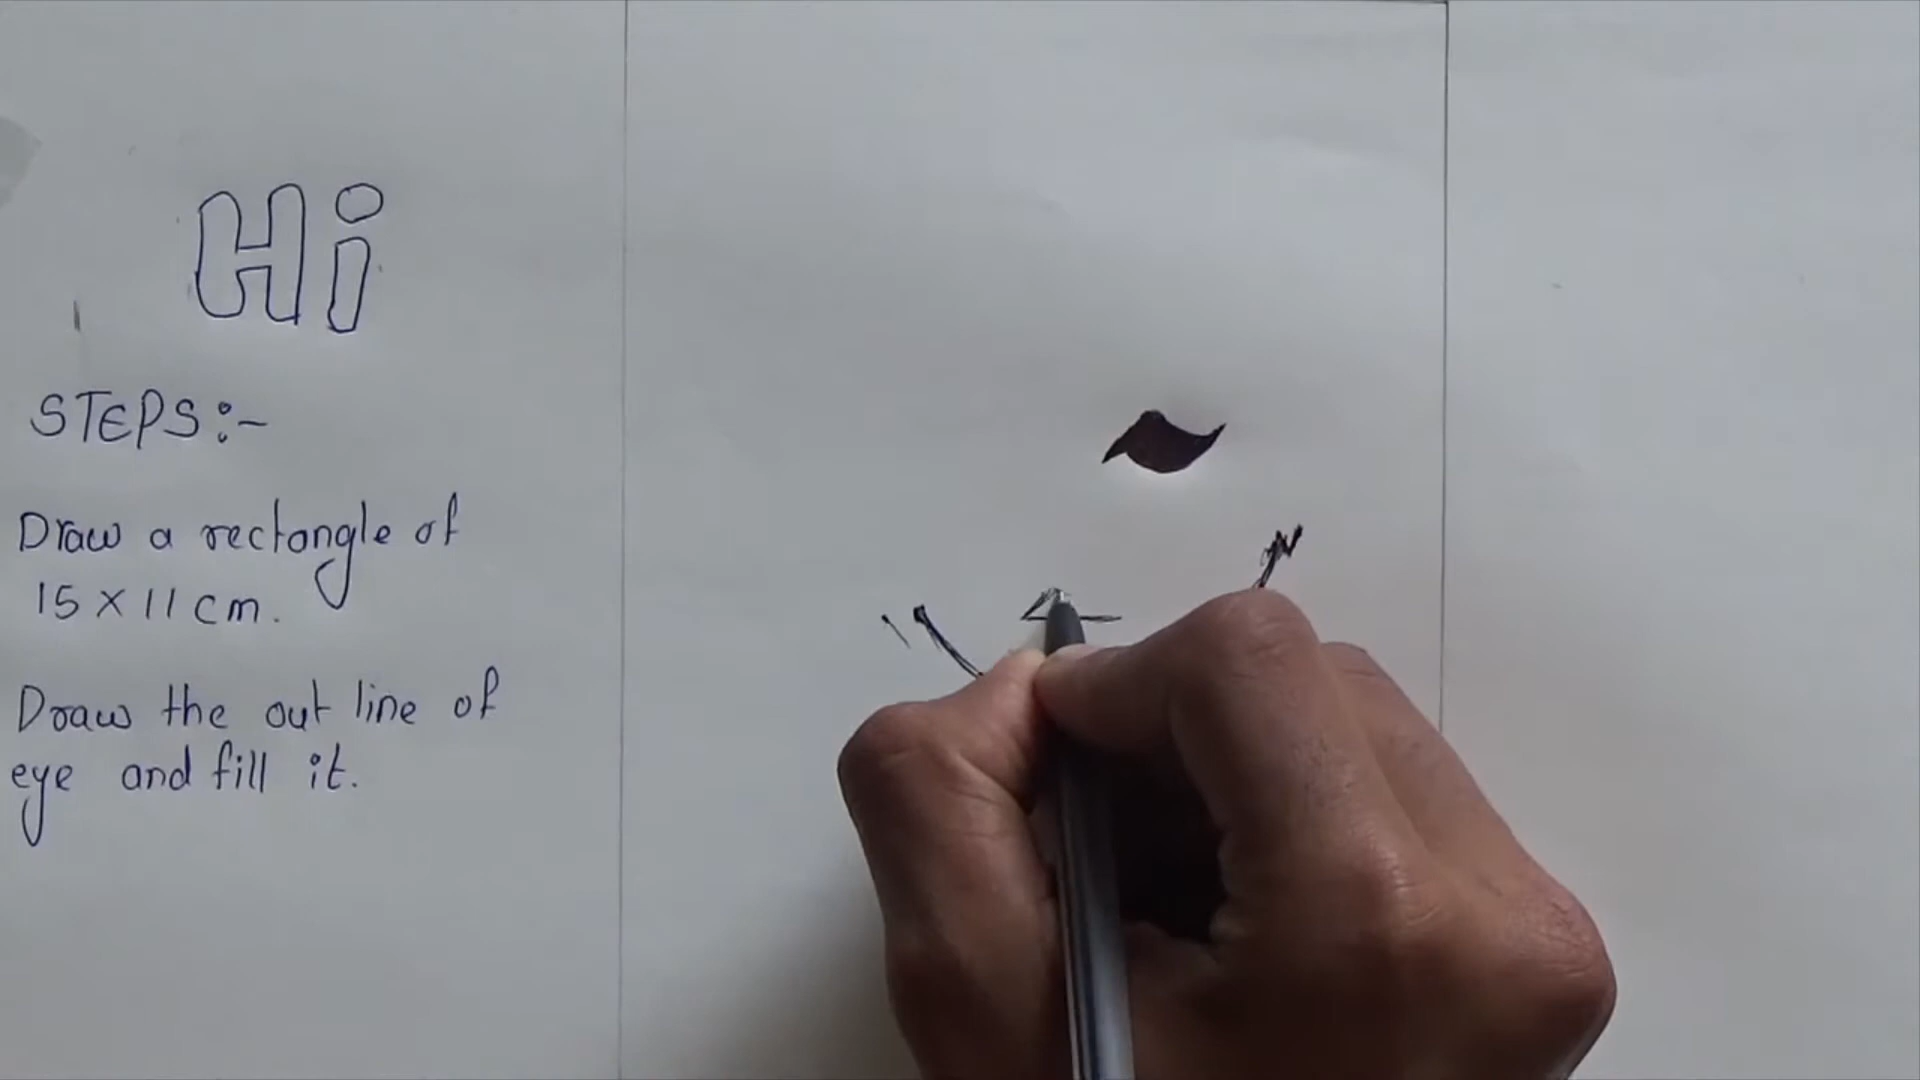 Hi
STEPS:-
Draw a rectangle of
15 x 11 cm.
Draw the out line of
eye and fill it.